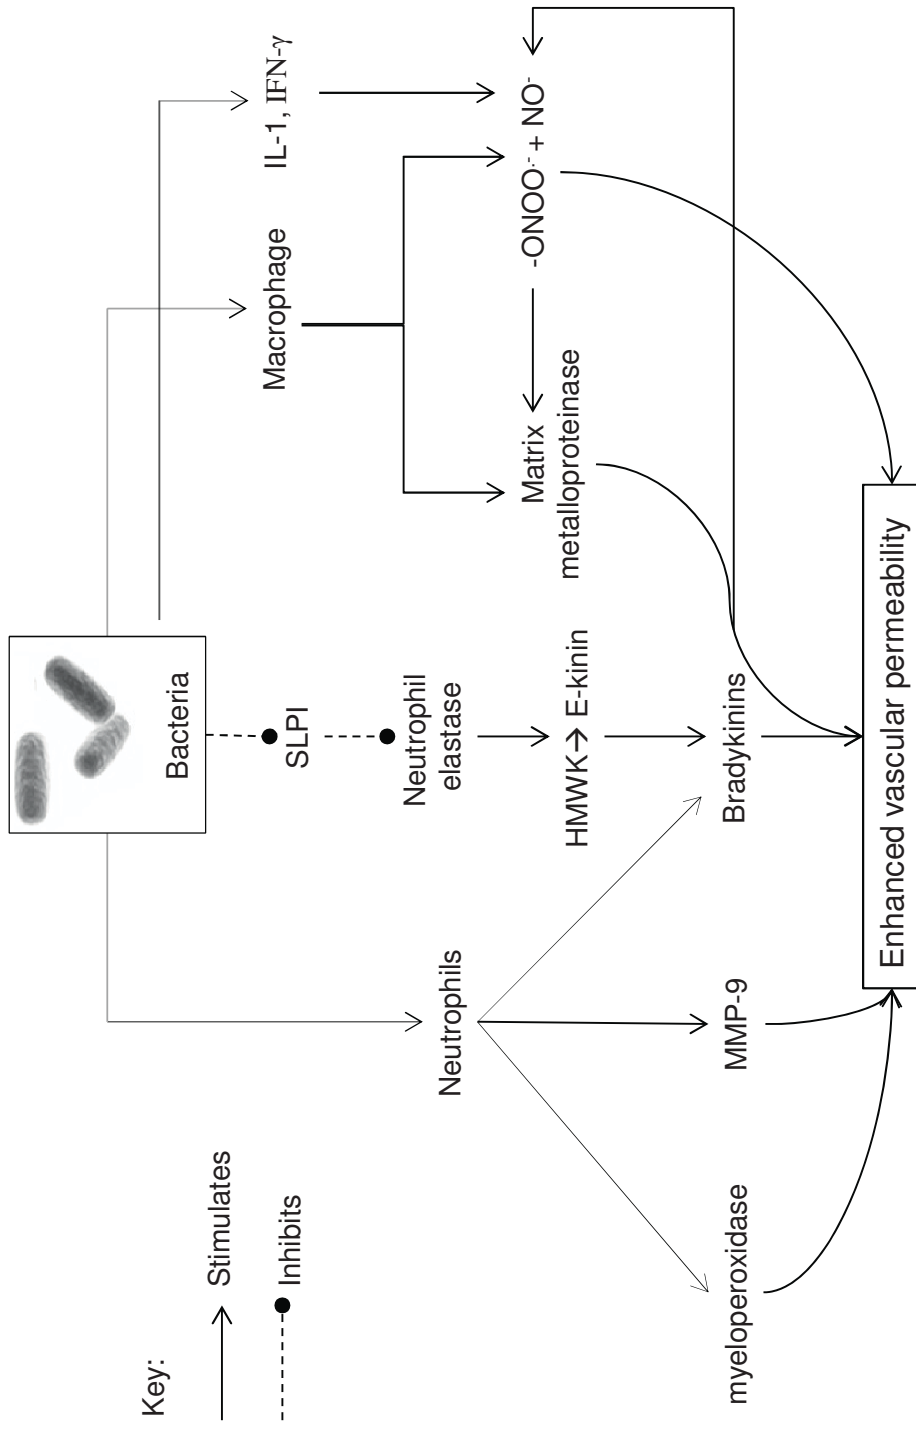 Key:
Stimulates
Inhibits
Bacteria
SLPI
Neutrophil
elastase
HMWK→ E-kinin
Bradykinins
Neutrophils
myeloperoxidase
MMP-9
Macrophage
IL-1, IFN-γ
Matrix
metalloproinase
-ONOO·- + NO-
Enhanced vascular permeability